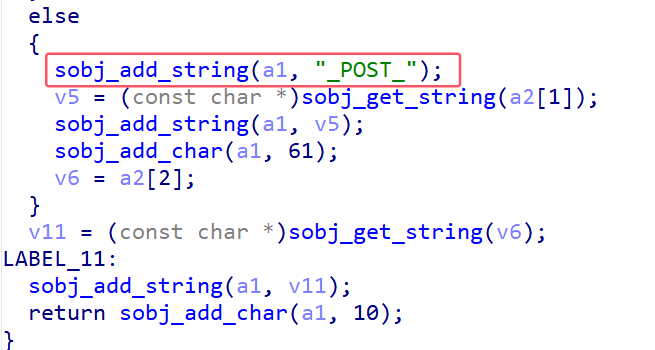 else
{
sobj_add_string(a1, "_POST_");
v5 = (const char *)sobj_get_string(a2[1]);
sobj_add_string(a1, v5);
sobj_add_char(a1, 61);
v6 = a2[2];
}
v11 = (const char *)sobj_get_string(v6);
LABEL_11:
sobj_add_string(a1, v11);
return sobj_add_char(a1, 10);
}